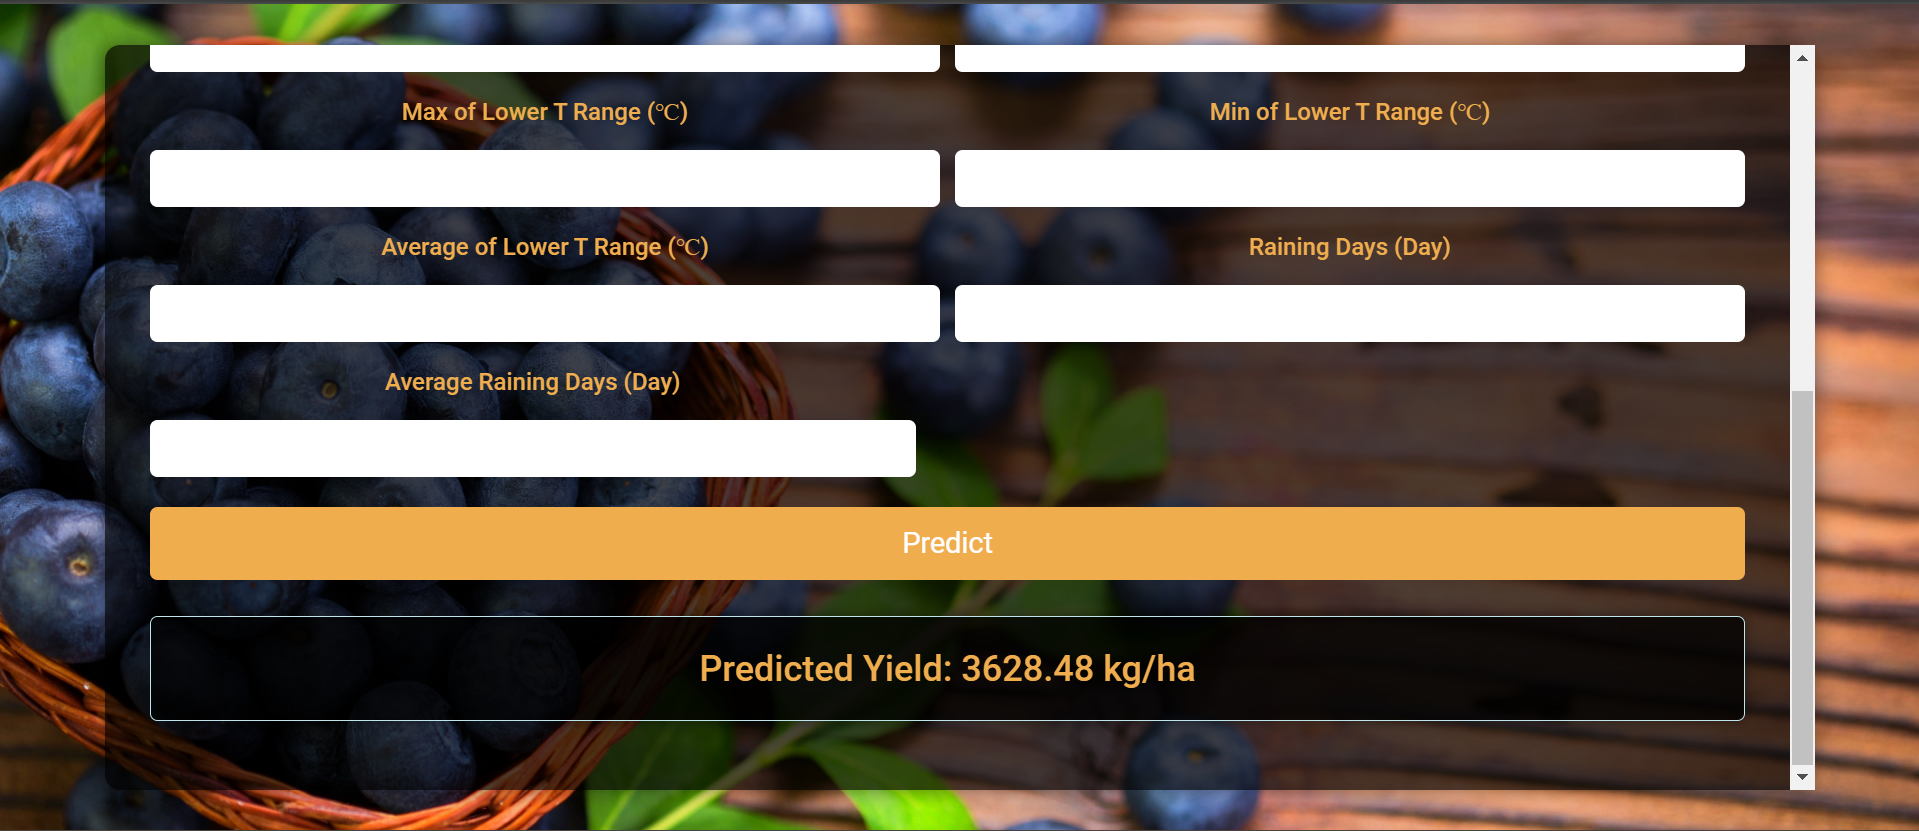 Max of Lower T Range (℃)
Min of Lower T Range (℃)
Average of Lower T Range (℃)
Raining Days (Day)
Average Raining Days (Day)
Predict
Predicted Yield: 3628.48 kg/ha